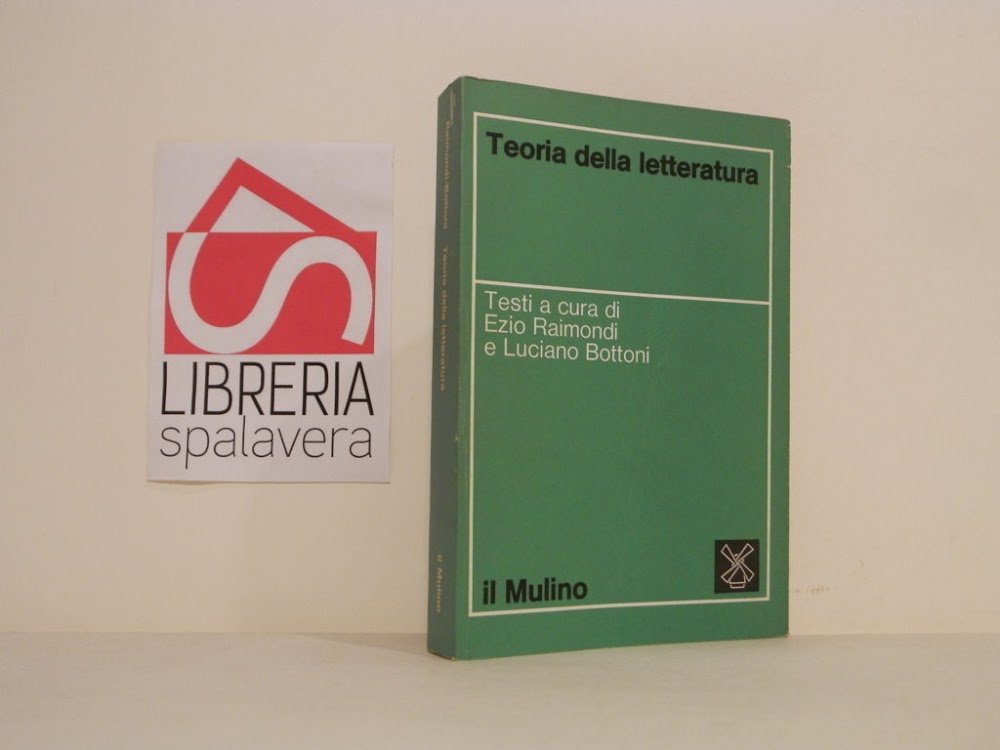 LIBRERIA
spalavera
Raimondi-Bottoni Teoria della letteratura
il Mulino
Teoria della letteratura
Testi a cura di
Ezio Raimondi
e Luciano Bottoni
il Mulino